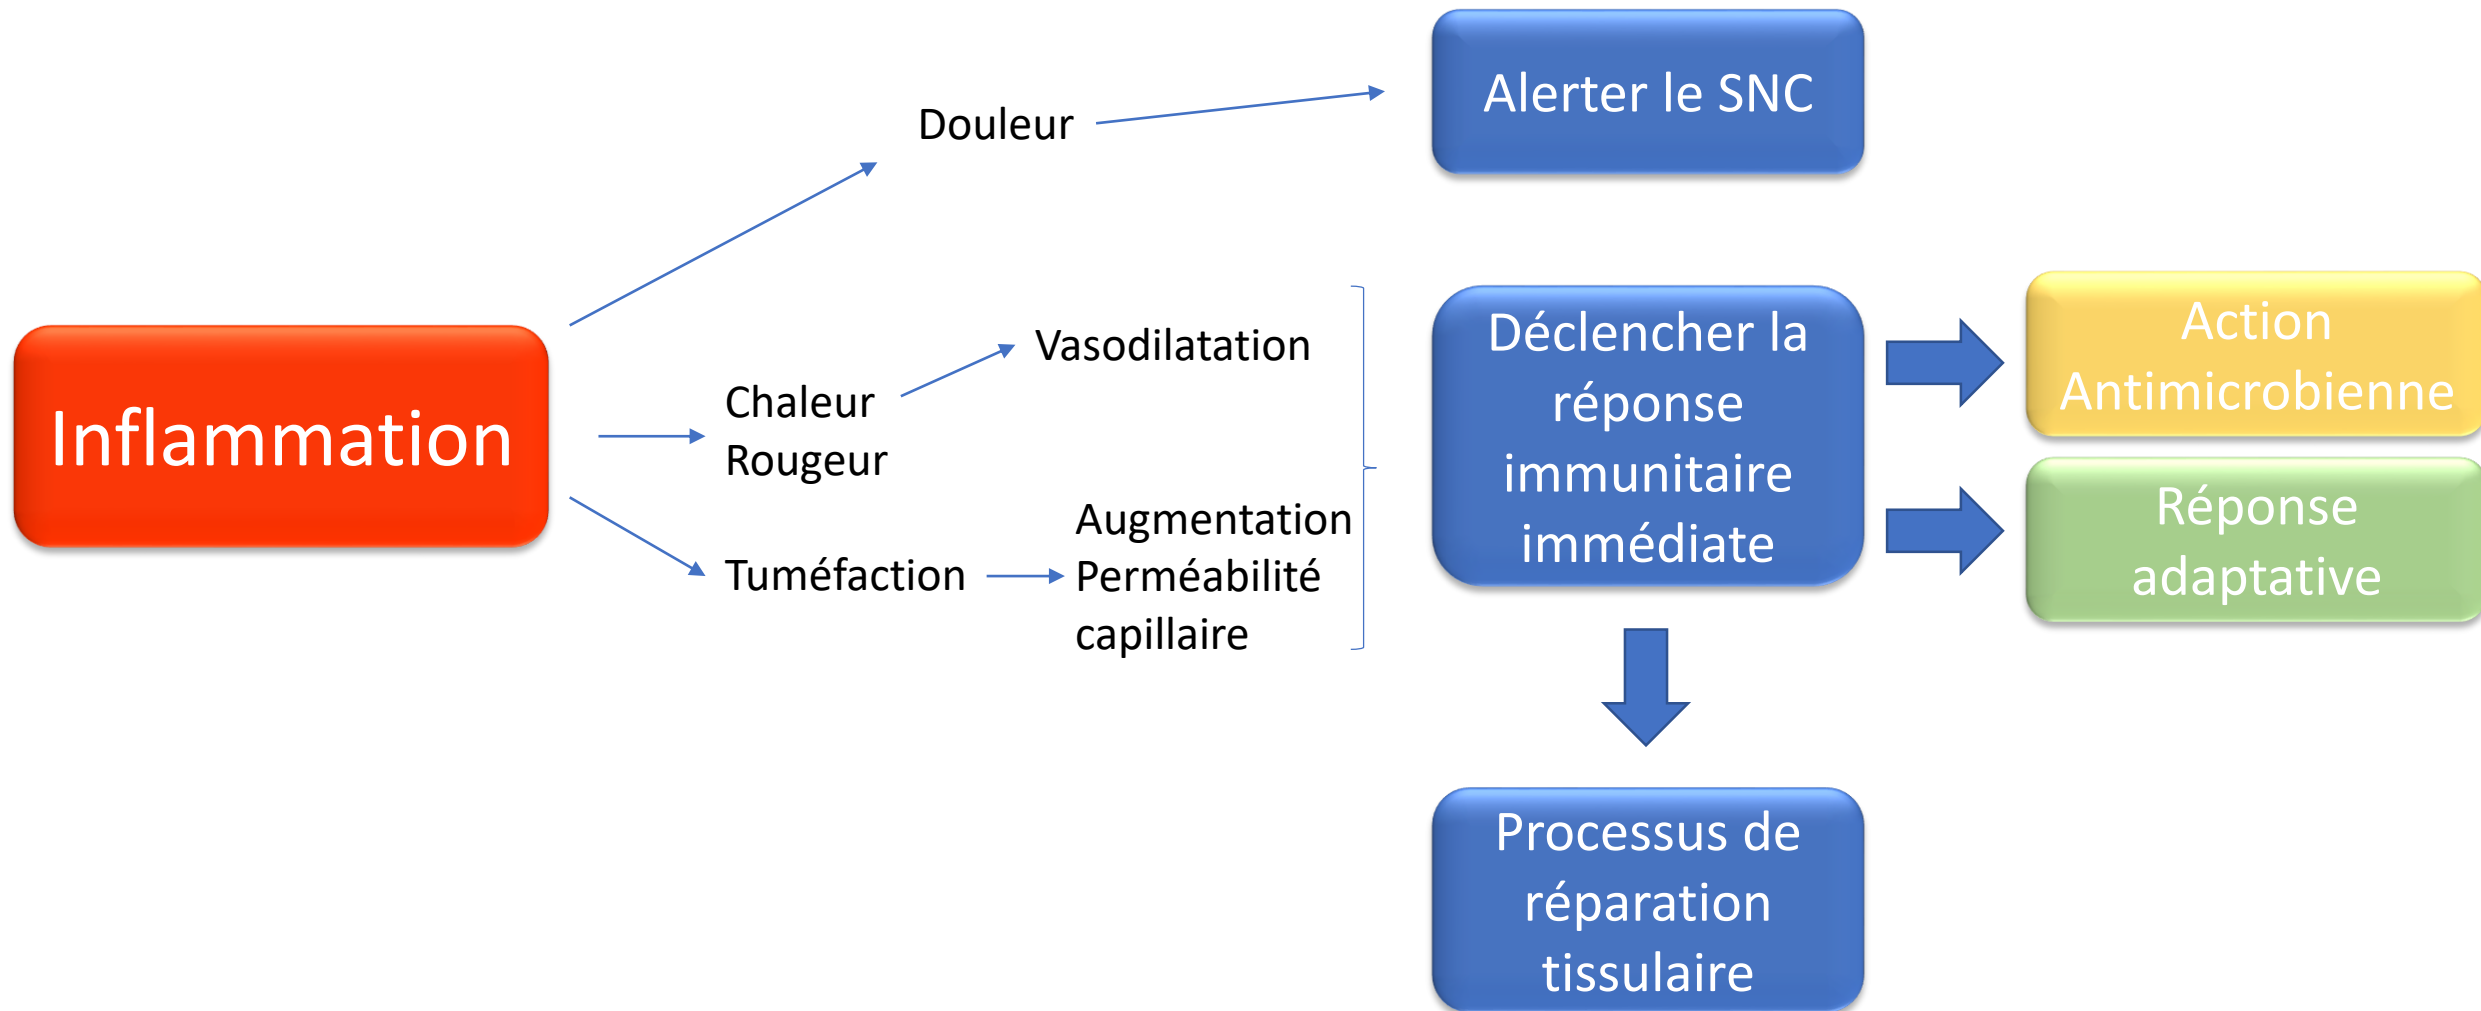 Inflammation
Douleur
Alerter le SNC
Chaleur
Rougeur
Vasodilatation
Tuméfaction
Augmentation
Perméabilité
capillaire
Déclencher la
réponse
immunitaire
immédiate
Action
Antimicrobienne
Réponse
adaptative
Processus de
réparation
tissulaire